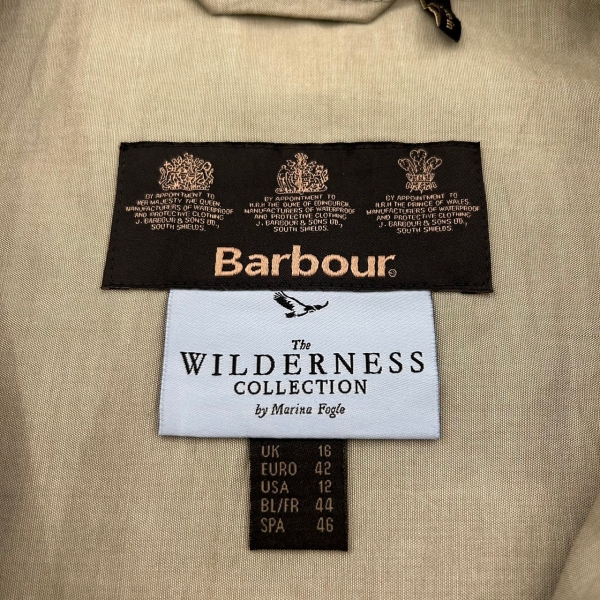 BY APPOINTMENT TO
HER MAJESTY THE QUEEN
MANUFACTURERS OF WATERPROOF
AND PROTECTIVE CLOTHING
J. BARBOUR & SONS LTD.,
SOUTH SHIELDS.
BY APPOINTMENT TO
H.R.H. THE DUKE OF EDINBURGH
MANUFACTURERS OF WATERPROOF
AND PROTECTIVE CLOTHING
J. BARBOUR & SONS LTD.,
SOUTH SHIELDS.
BY APPOINTMENT TO
H.R.H. THE PRINCE OF WALES.
MANUFACTURERS OF WATERPROOF
AND PROTECTIVE CLOTHING
J. BARBOUR & SONS LTD.,
SOUTH SHIELDS.
Barbour®
The
WILDERNESS
COLLECTION
by Marina Fogle
UK 16
EURO 42
USA 12
BL/FR 44
SPA 46